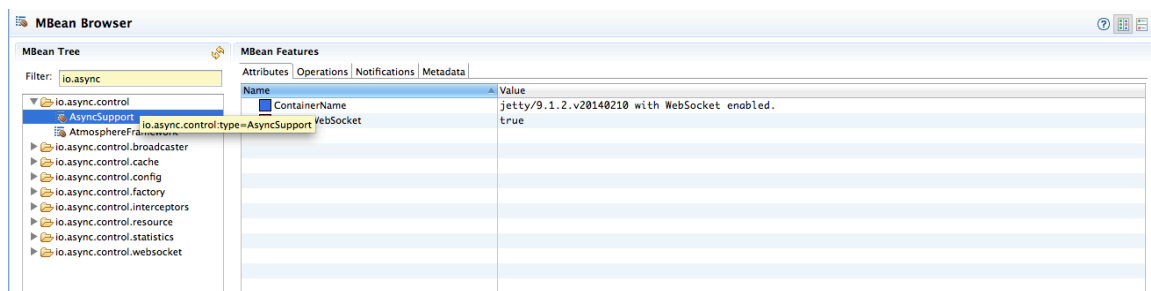 MBean Browser
MBean Tree
Filter: io.async
io.async.control
AsyncSupport
io.async.control:type=AsyncSupport
AtmosphereFramework
io.async.control.broadcaster
io.async.control.cache
io.async.control.config
io.async.control.factory
io.async.control.interceptors
io.async.control.resource
io.async.control.statistics
io.async.control.websocket
MBean Features
Attributes Operations Notifications Metadata
Name Value
ContainerName jetty/9.1.2.v20140210 with WebSocket enabled.
WebSocket true